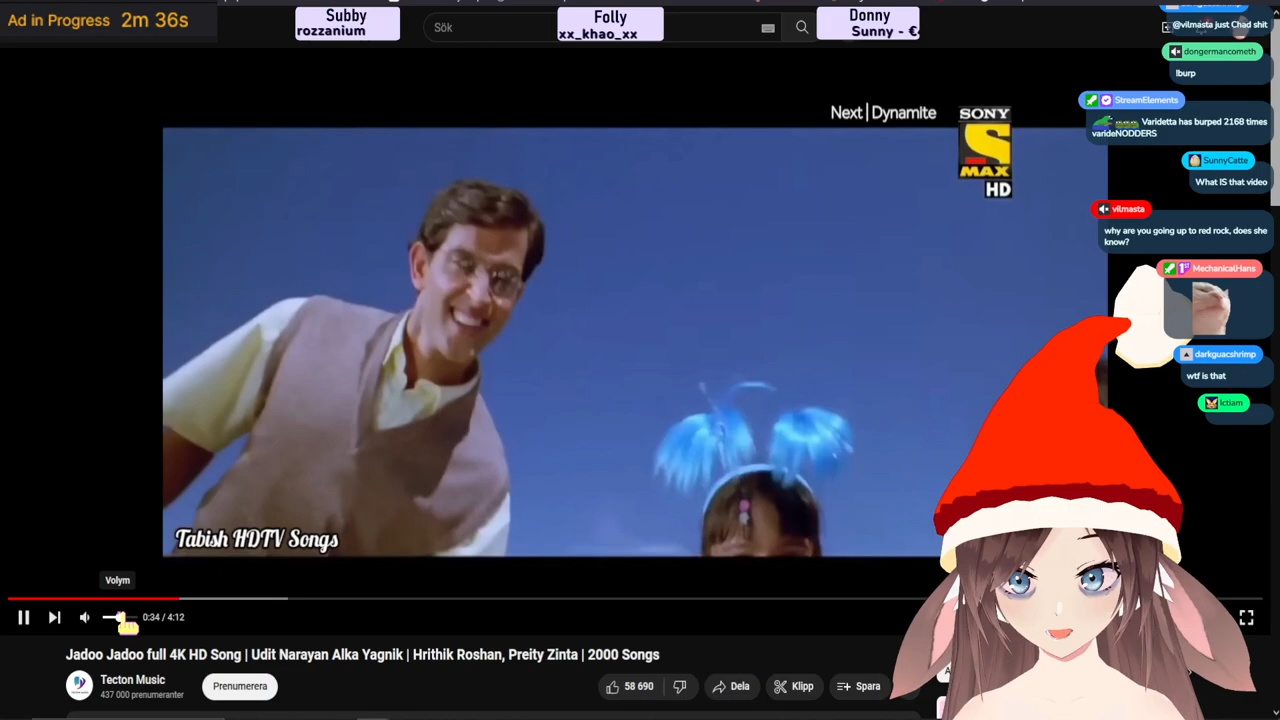 Ad in Progress 2m 36s
Subby
rozzanium
Sök
Folly
xx_khao_xx
Donny
Sunny - €
@vilmasta just Chad shit
dongermancometh
!burp
StreamElements
Varidetta has burped 2168 times
varideNODDERS
SunnyCatte
What IS that video
vilmasta
why are you going up to red rock, does she
know?
MechanicalHans
darkguacshrimp
wtf is that
Ictiam
Next | Dynamite
SONY
S
MAX
HD
Tabish HDTV Songs
Volym
0:34 / 4:12
Jadoo Jadoo full 4K HD Song | Udit Narayan Alka Yagnik | Hrithik Roshan, Preity Zinta | 2000 Songs
Tecton Music
437 000 prenumeranter
Prenumerera
58 690
Dela
Klipp
Spara